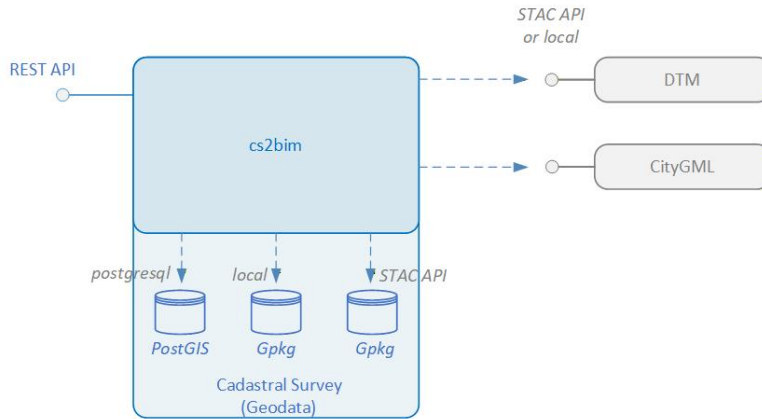 STAC API
or local
REST API
DTM
cs2bim
CityGML
postgresql
local
STAC API
PostGIS
Gpkg
Gpkg
Cadastral Survey
(Geodata)